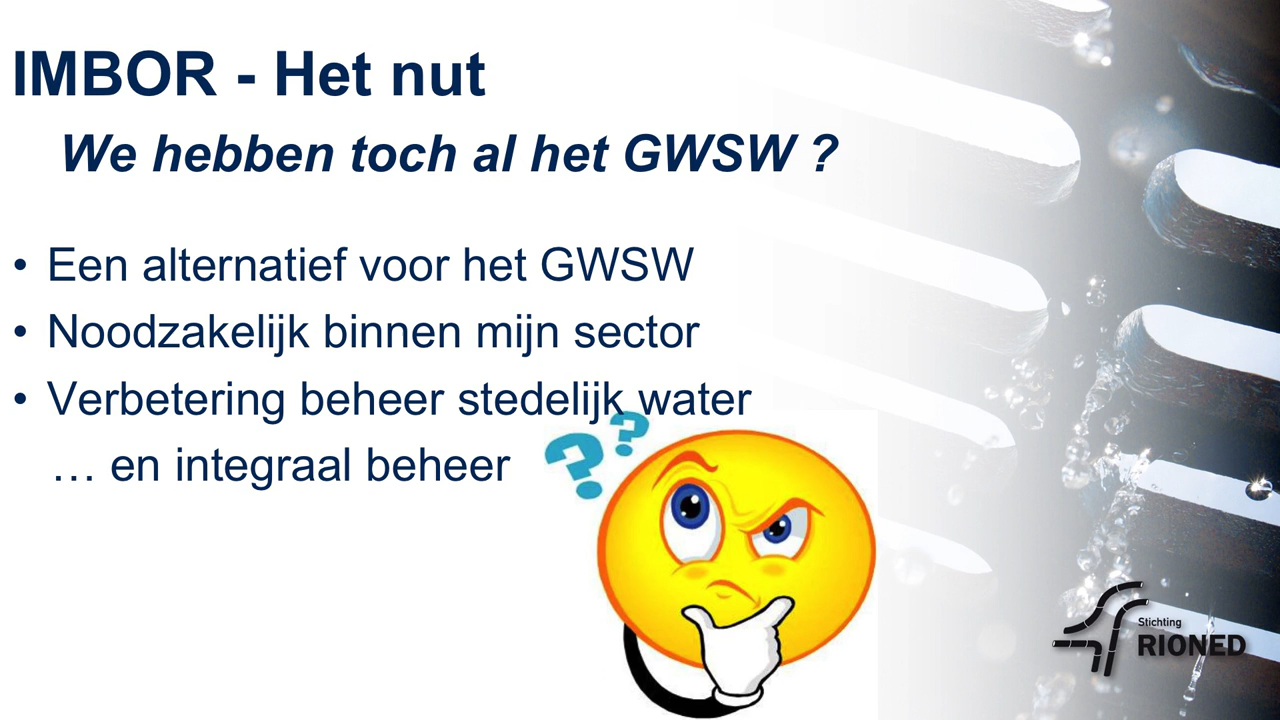 IMBOR - Het nut
We hebben toch al het GWSW ?
• Een alternatief voor het GWSW
• Noodzakelijk binnen mijn sector
• Verbetering beheer stedelijk water
… en integraal beheer
??
Stichting
RIONED